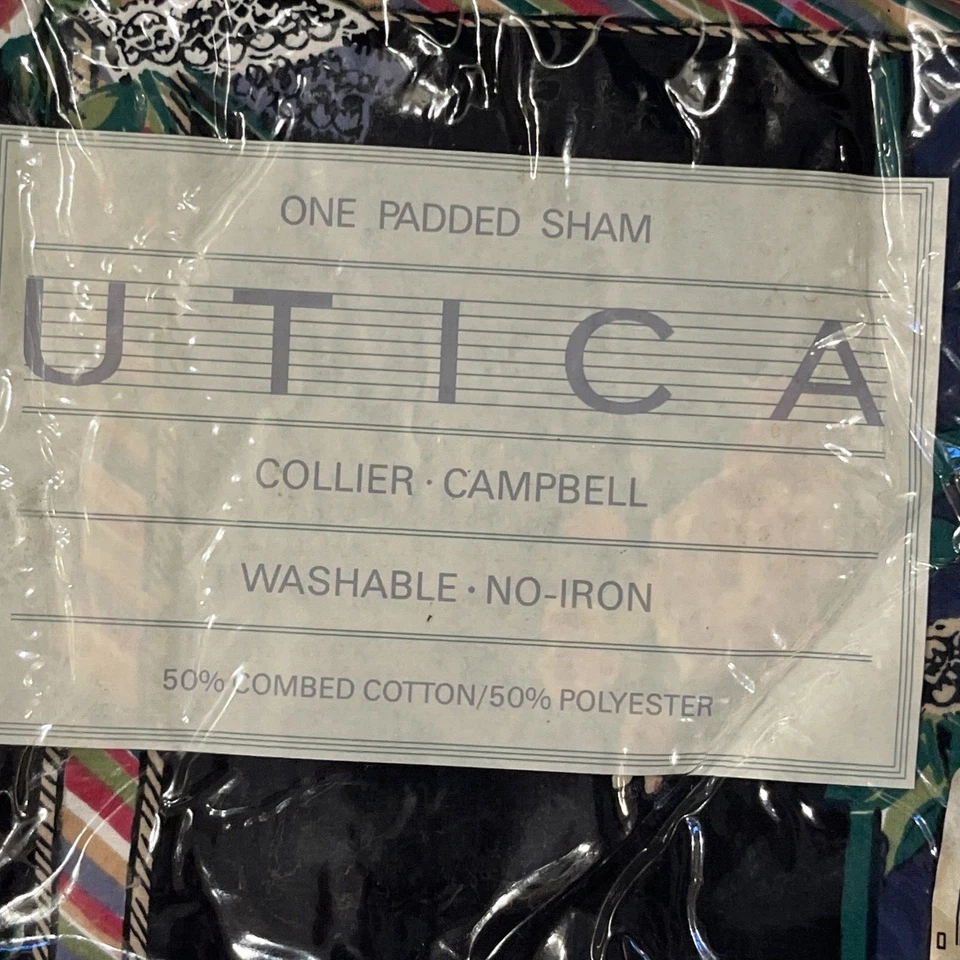 ONE PADDED SHAM
UTICA
COLLIER · CAMPBELL
WASHABLE · NO-IRON
50% COMBED COTTON/50% POLYESTER